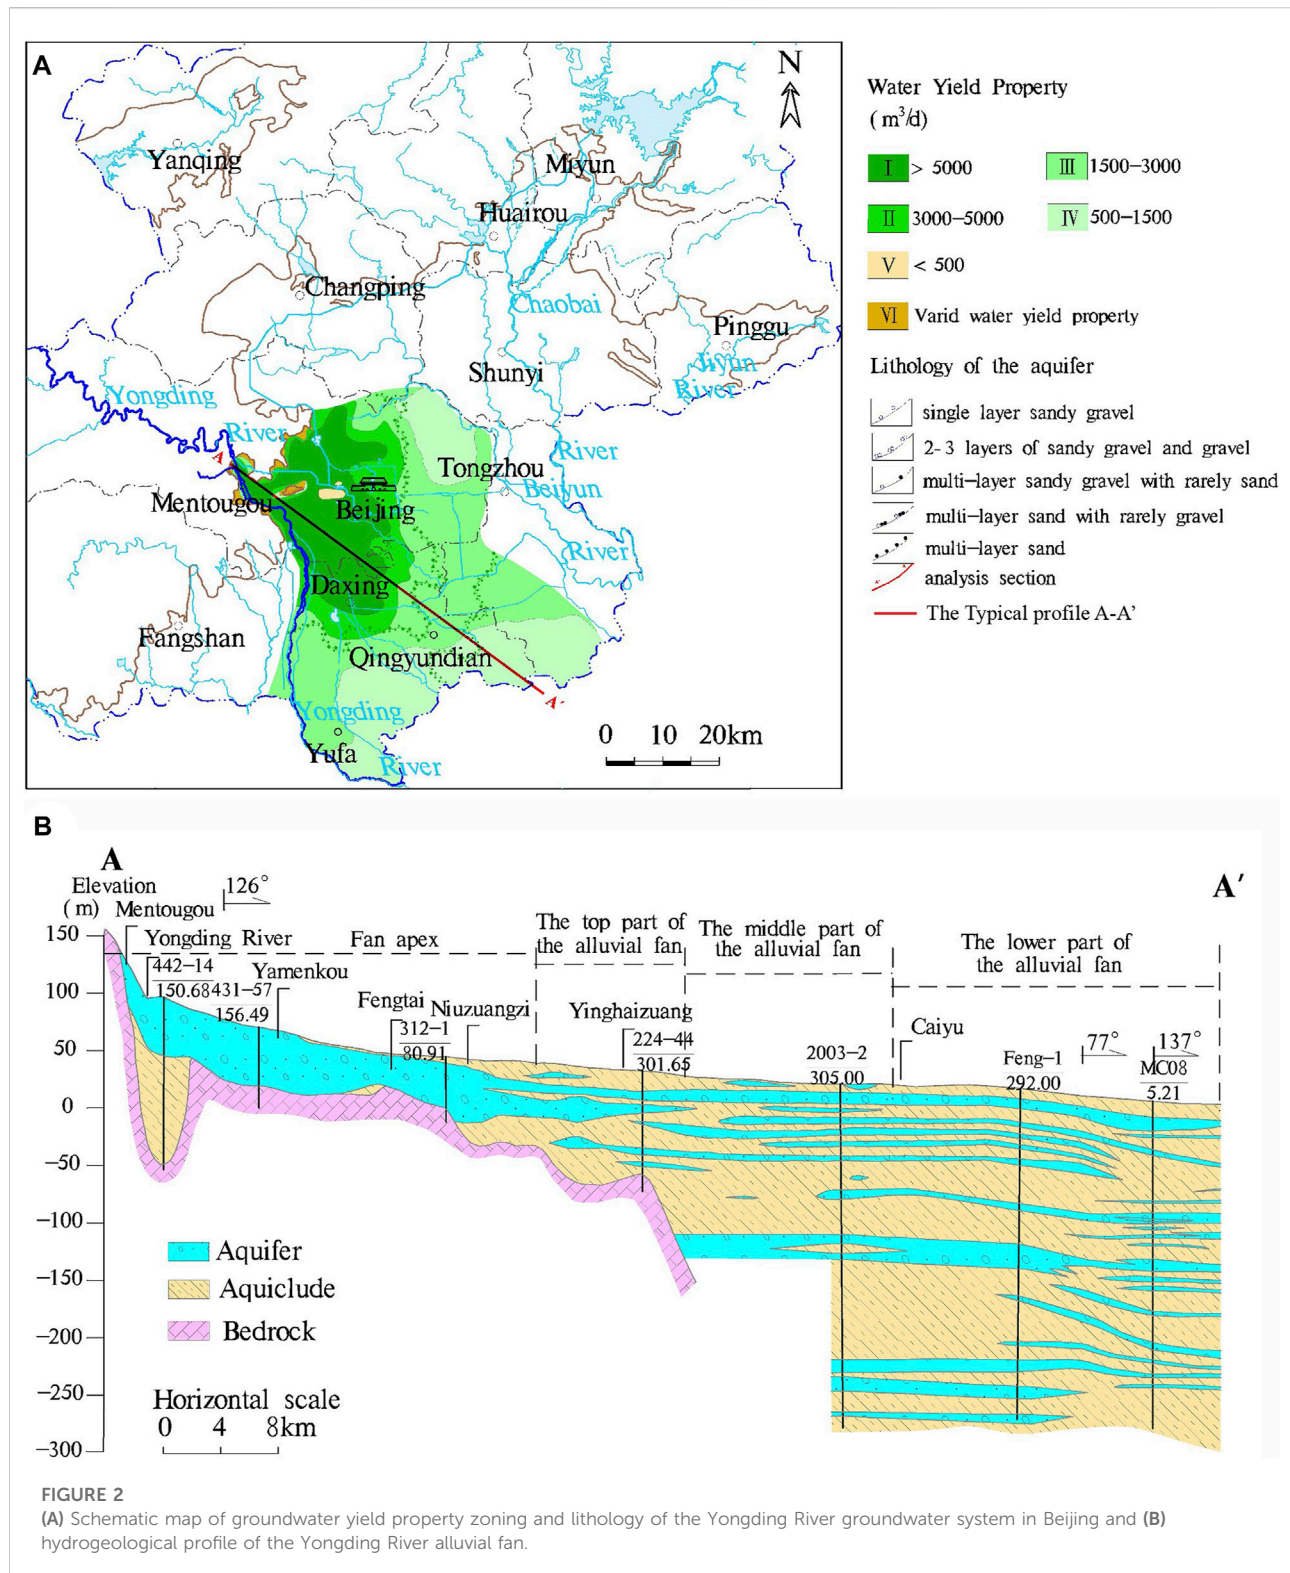 A
N
Yanqing
Miyun
Huairou
Changping
Chaobai
Pinggu
Jiyun
River
Shunyi
Yongding
River
A
River
Tongzhou
Beiyun
Mentougou
Beijing
River
Daxing
Fangshan
Qingyundian
A'
Yongding
Yufa
River
0 10 20km
Water Yield Property
(m³/d)
I > 5000
III 1500-3000
II 3000-5000
IV 500-1500
V < 500
VI Varid water yield property
Lithology of the aquifer
single layer sandy gravel
2-3 layers of sandy gravel and gravel
multi-layer sandy gravel with rarely sand
multi-layer sand with rarely gravel
multi-layer sand
analysis section
The Typical profile A-A'
B
A
A'
Elevation
(m)
126°
Mentougou
Yongding River
Fan apex
The top part of
the alluvial fan
The middle part of
the alluvial fan
The lower part of
the alluvial fan
442-14
150.68
431-57
156.49
Yamenkou
Fengtai
312-1
80.91
Niuzuangzi
Yinghaizuang
224-44
301.65
2003-2
305.00
Caiyu
Feng-1
292.00
77°
137°
MC08
5.21
150
100
50
0
-50
-100
-150
-200
-250
-300
Aquifer
Aquiclude
Bedrock
Horizontal scale
0 4 8km
FIGURE 2
(A) Schematic map of groundwater yield property zoning and lithology of the Yongding River groundwater system in Beijing and (B)
hydrogeological profile of the Yongding River alluvial fan.